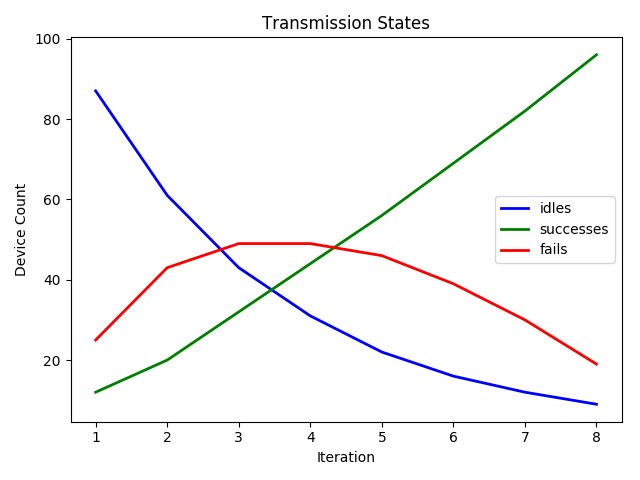 Transmission States
Device Count
100
80
60
40
20
idles
successes
fails
1 2 3 4 5 6 7 8
Iteration